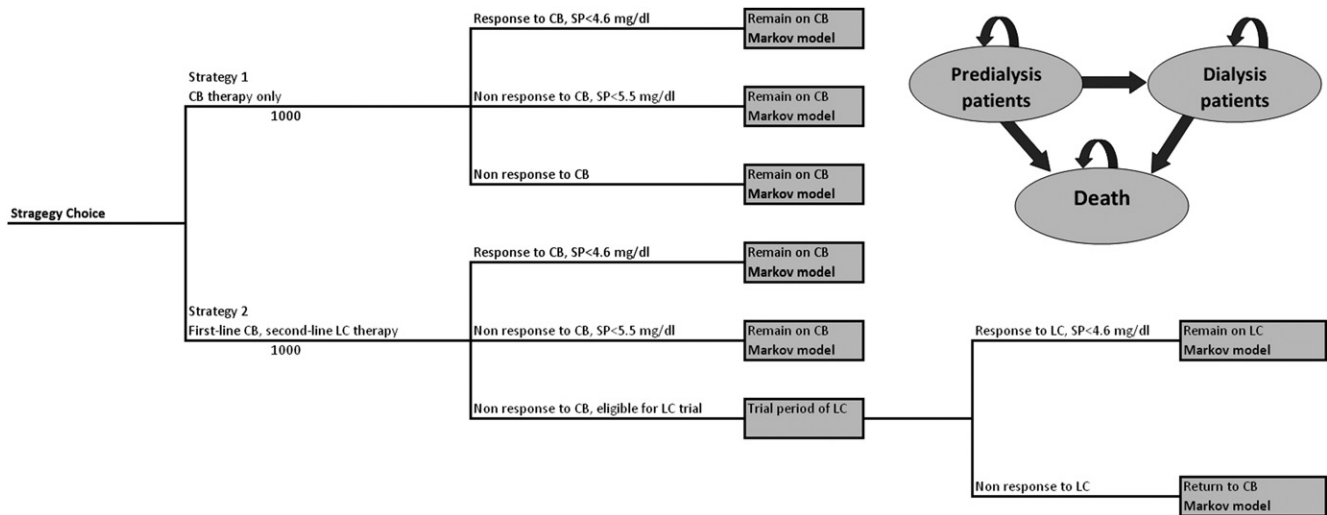 Response to CB, SP<4.6 mg/dl
Remain on CB
Markov model
Strategy 1
CB therapy only
1000
Non response to CB, SP<5.5 mg/dl
Remain on CB
Markov model
Non response to CB
Remain on CB
Markov model
Stragegy Choice
Response to CB, SP<4.6 mg/dl
Remain on CB
Markov model
Strategy 2
First-line CB, second-line LC therapy
1000
Non response to CB, SP<5.5 mg/dl
Remain on CB
Markov model
Non response to CB, eligible for LC trial
Trial period of LC
Response to LC, SP<4.6 mg/dl
Remain on LC
Markov model
Non response to LC
Return to CB
Markov model
Predialysis
patients
Dialysis
patients
Death